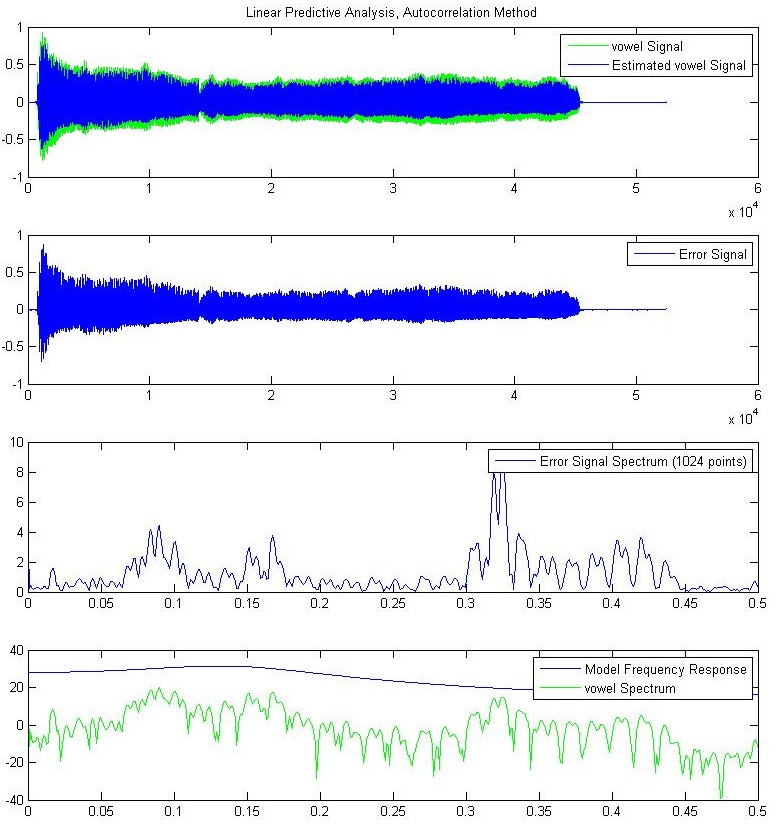 Linear Predictive Analysis, Autocorrelation Method
1
0.5
0
-0.5
-1
vowel Signal
Estimated vowel Signal
0 1 2 3 4 5 6
x 10^4
1
0.5
0
-0.5
-1
Error Signal
0 1 2 3 4 5 6
x 10^4
10
8
6
4
2
0
Error Signal Spectrum (1024 points)
0 0.05 0.1 0.15 0.2 0.25 0.3 0.35 0.4 0.45 0.5
40
20
0
-20
-40
Model Frequency Response
vowel Spectrum
0 0.05 0.1 0.15 0.2 0.25 0.3 0.35 0.4 0.45 0.5